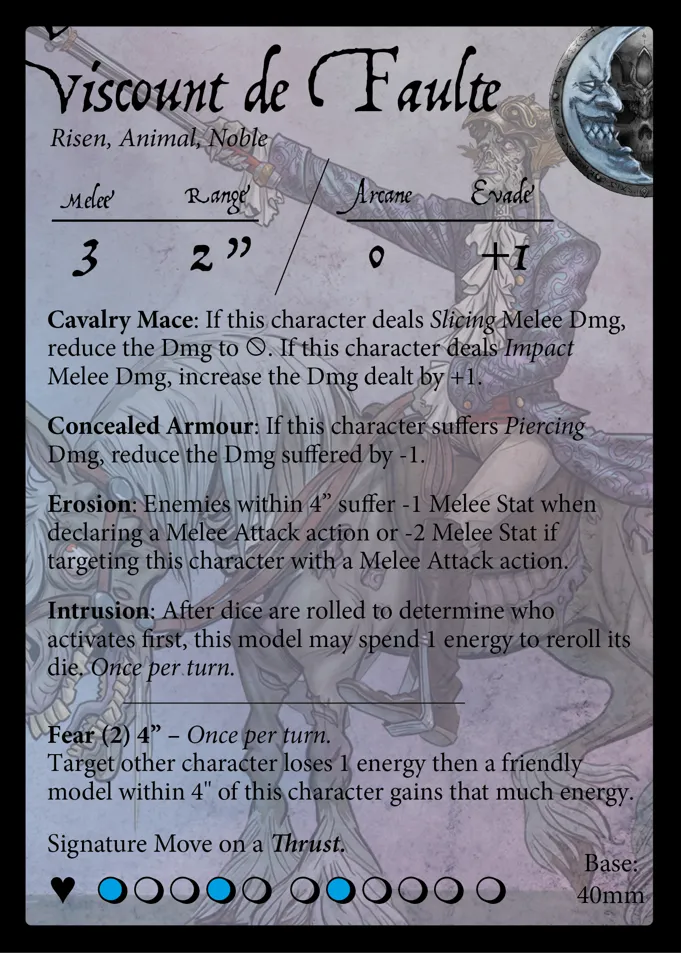 Viscount de Faulte
Risen, Animal, Noble
Melee Range Arcane Evade
3 2” 0 +1
Cavalry Mace: If this character deals Slicing Melee Dmg,
reduce the Dmg to ⃠. If this character deals Impact
Melee Dmg, increase the Dmg dealt by +1.
Concealed Armour: If this character suffers Piercing
Dmg, reduce the Dmg suffered by -1.
Erosion: Enemies within 4” suffer -1 Melee Stat when
declaring a Melee Attack action or -2 Melee Stat if
targeting this character with a Melee Attack action.
Intrusion: After dice are rolled to determine who
activates first, this model may spend 1 energy to reroll its
die. Once per turn.
Fear (2) 4” – Once per turn.
Target other character loses 1 energy then a friendly
model within 4" of this character gains that much energy.
Signature Move on a Thrust.
Base:
40mm